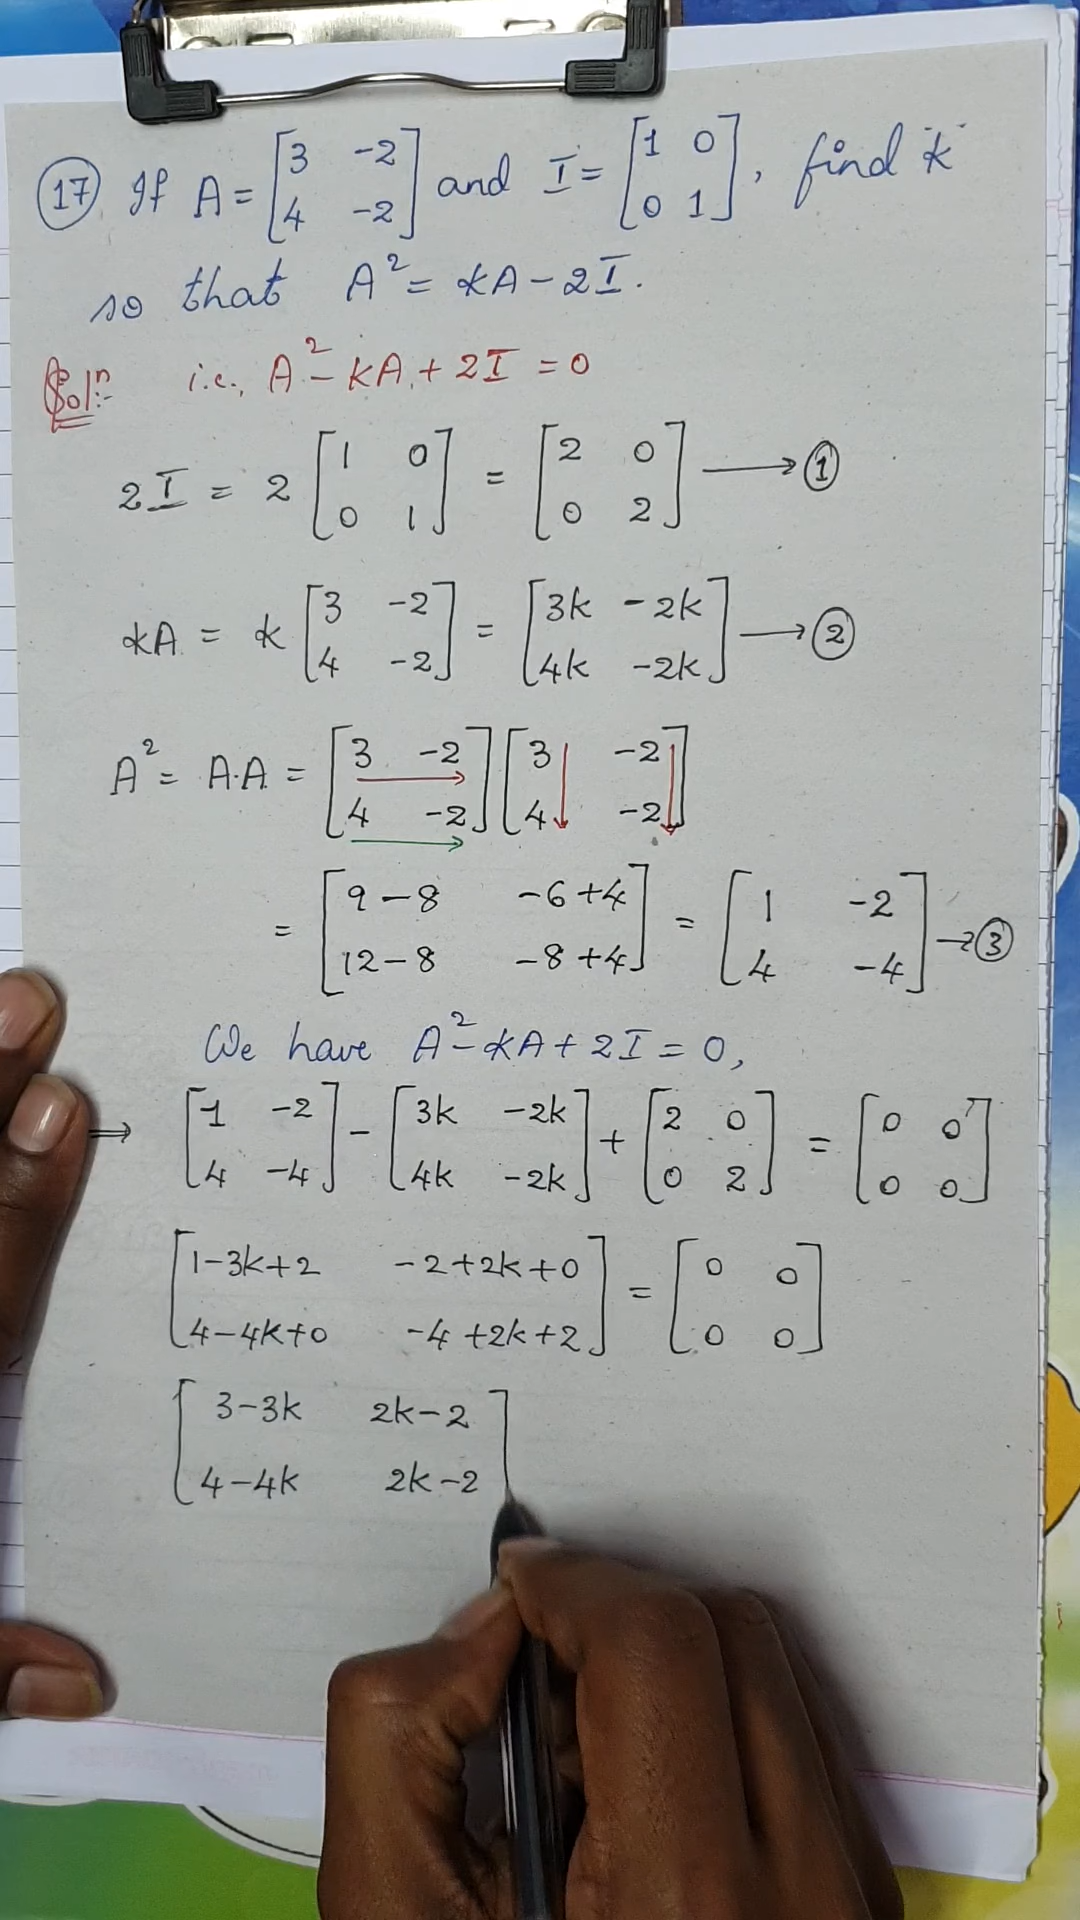 17 If A = [3 -2 4 -2] and I = [1 0 0 1], find k
so that A² = kA - 2I.
Soln:- i.e., A² - kA + 2I = 0
2I = 2 [1 0 0 1] = [2 0 0 2] → 1
kA = k [3 -2 4 -2] = [3k -2k 4k -2k] → 2
A² = A.A = [3 -2 4 -2] [3 -2 4 -2]
= [9-8 -6+4 12-8 -8+4] = [1 -2 4 -4] → 3
We have A² - kA + 2I = 0,
⇒ [1 -2 4 -4] - [3k -2k 4k -2k] + [2 0 0 2] = [0 0 0 0]
[1-3k+2 -2+2k+0 4-4k+0 -4+2k+2] = [0 0 0 0]
[3-3k 2k-2 4-4k 2k-2]